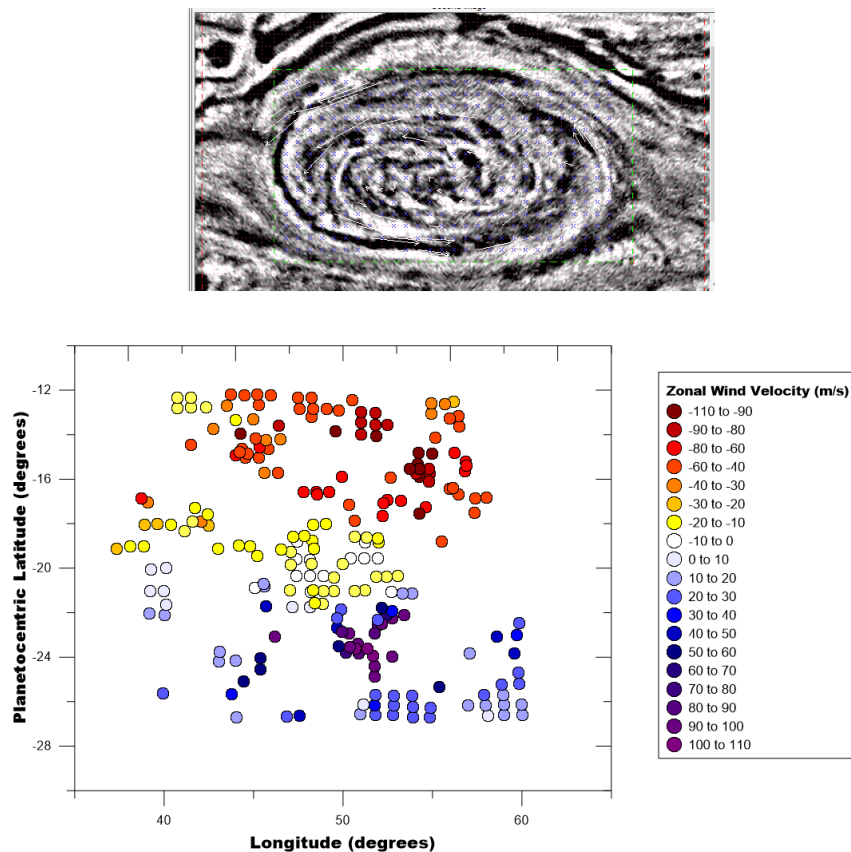 Second Image
Zonal Wind Velocity (m/s)
-110 to -90
-90 to -80
-80 to -60
-60 to -40
-40 to -30
-30 to -20
-20 to -10
-10 to 0
0 to 10
10 to 20
20 to 30
30 to 40
40 to 50
50 to 60
60 to 70
70 to 80
80 to 90
90 to 100
100 to 110
Planetocentric Latitude (degrees)
-12
-16
-20
-24
-28
40
50
60
Longitude (degrees)